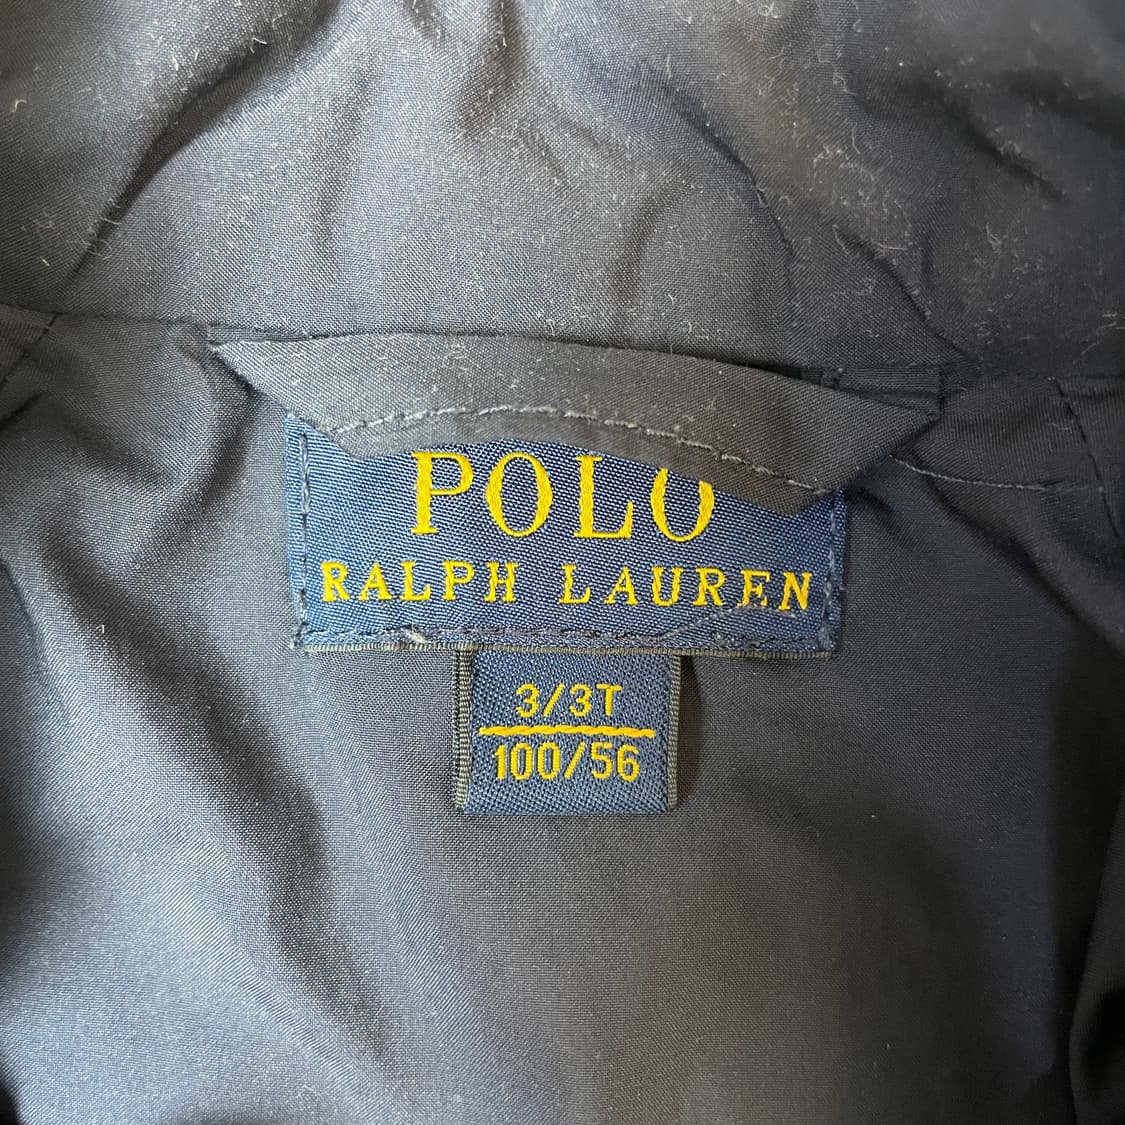 POLO
RALPH LAUREN
3/3T
100/56